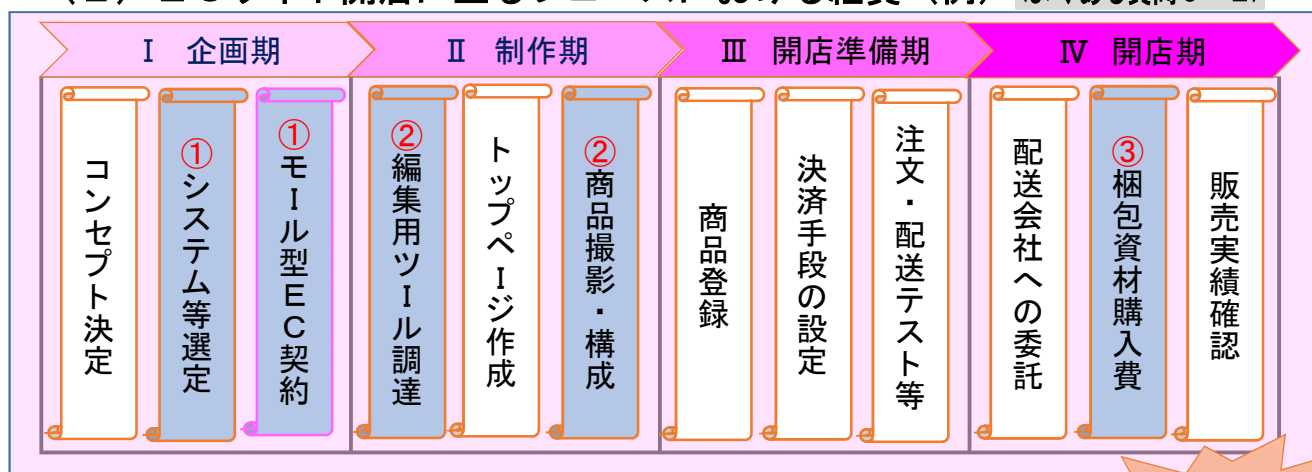 Ⅰ 企画期
Ⅱ 制作期
Ⅲ 開店準備期
Ⅳ 開店期
コンセプト決定
①システム等選定
①モール型ＥＣ契約
②編集用ツール調達
トップページ作成
②商品撮影・構成
商品登録
決済手段の設定
注文・配送テスト等
配送会社への委託
③梱包資材購入費
販売実績確認